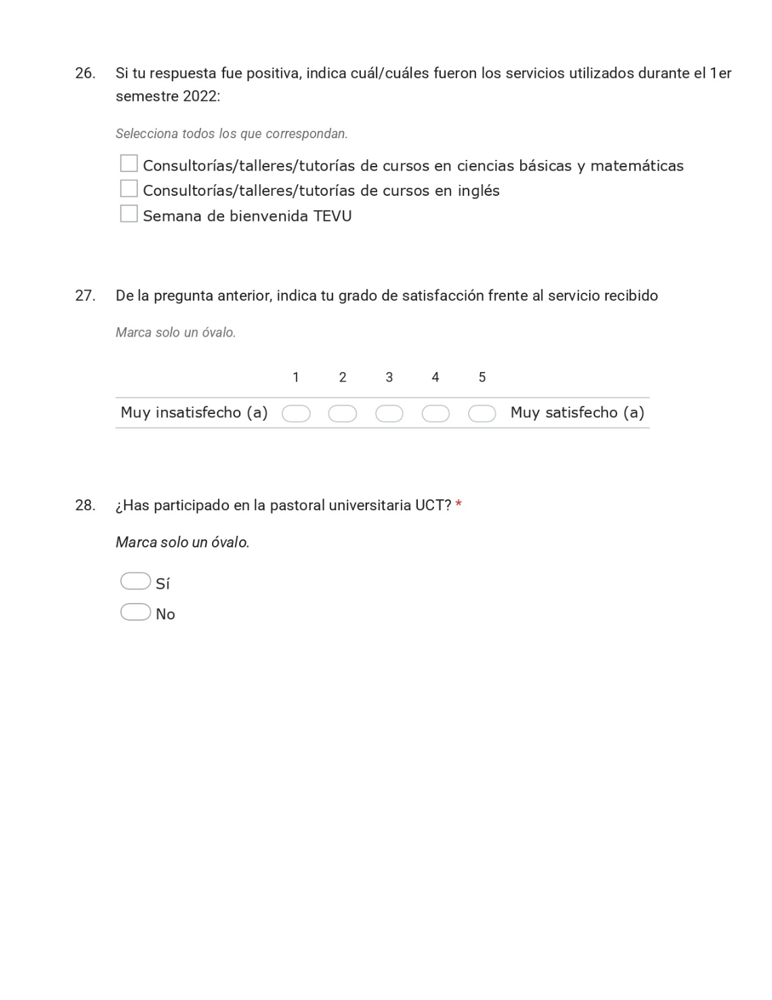 26. Si tu respuesta fue positiva, indica cuál/cuáles fueron los servicios utilizados durante el 1er
semestre 2022:
Selecciona todos los que correspondan.
Consultorías/talleres/tutorías de cursos en ciencias básicas y matemáticas
Consultorías/talleres/tutorías de cursos en inglés
Semana de bienvenida TEVU
27. De la pregunta anterior, indica tu grado de satisfacción frente al servicio recibido
Marca solo un óvalo.
1 2 3 4 5
Muy insatisfecho (a) Muy satisfecho (a)
28. ¿Has participado en la pastoral universitaria UCT? *
Marca solo un óvalo.
Sí
No